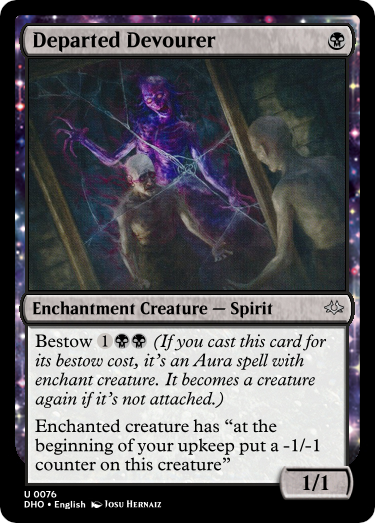 Departed Devourer
Enchantment Creature — Spirit
Bestow 1 (If you cast this card for
its bestow cost, it's an Aura spell with
enchant creature. It becomes a creature
again if it's not attached.)
Enchanted creature has “at the
beginning of your upkeep put a -1/-1
counter on this creature”
1/1
U 0076
DHO • English Josu Hernaiz